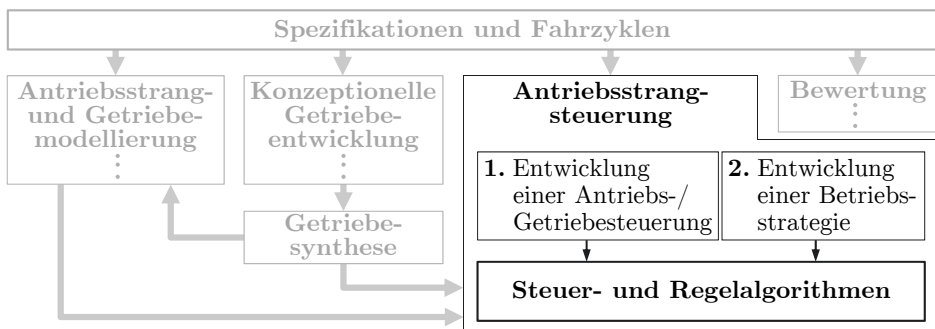 Spezifikationen und Fahrzyklen
Antriebsstrang-
und Getriebe-
modellierung
Konzeptionelle
Getriebe-
entwicklung
Getriebe-
synthese
Antriebsstrang-
steuerung
1. Entwicklung
einer Antriebs-/
Getriebesteuerung
2. Entwicklung
einer Betriebs-
strategie
Steuer- und Regelalgorithmen
Bewertung